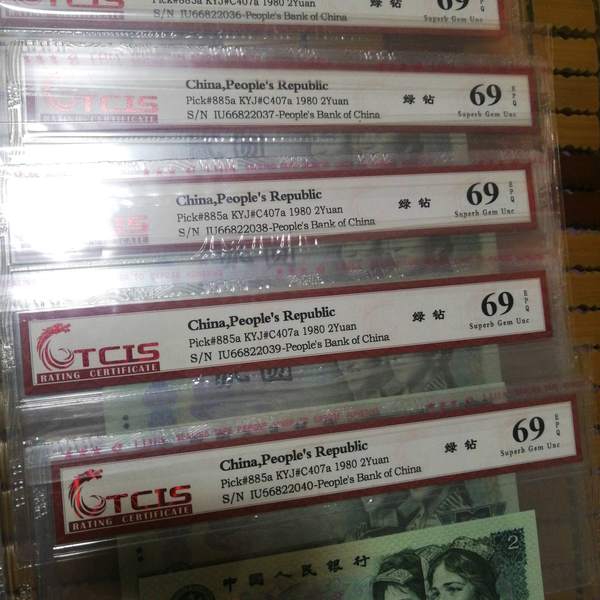 Pick#885a KYJ#C407a 1980 2Yuan
S/N IU66822036-People's Bank of China
69
Superb Gem Unc
TCIS
RATING CERTIFICATE
China,People's Republic
Pick#885a KYJ#C407a 1980 2Yuan
S/N IU66822037-People's Bank of China
绿钻
69
EPQ
Superb Gem Unc
China,People's Republic
Pick#885a KYJ#C407a 1980 2Yuan
S/N IU66822038-People's Bank of China
绿钻
69
EPQ
Superb Gem Unc
TCIS
RATING CERTIFICATE
China,People's Republic
Pick#885a KYJ#C407a 1980 2Yuan
S/N IU66822039-People's Bank of China
绿钻
69
EPQ
Superb Gem Unc
TCIS
RATING CERTIFICATE
China,People's Republic
Pick#885a KYJ#C407a 1980 2Yuan
S/N IU66822040-People's Bank of China
绿钻
69
EPQ
Superb Gem Unc
中国人民银行
2